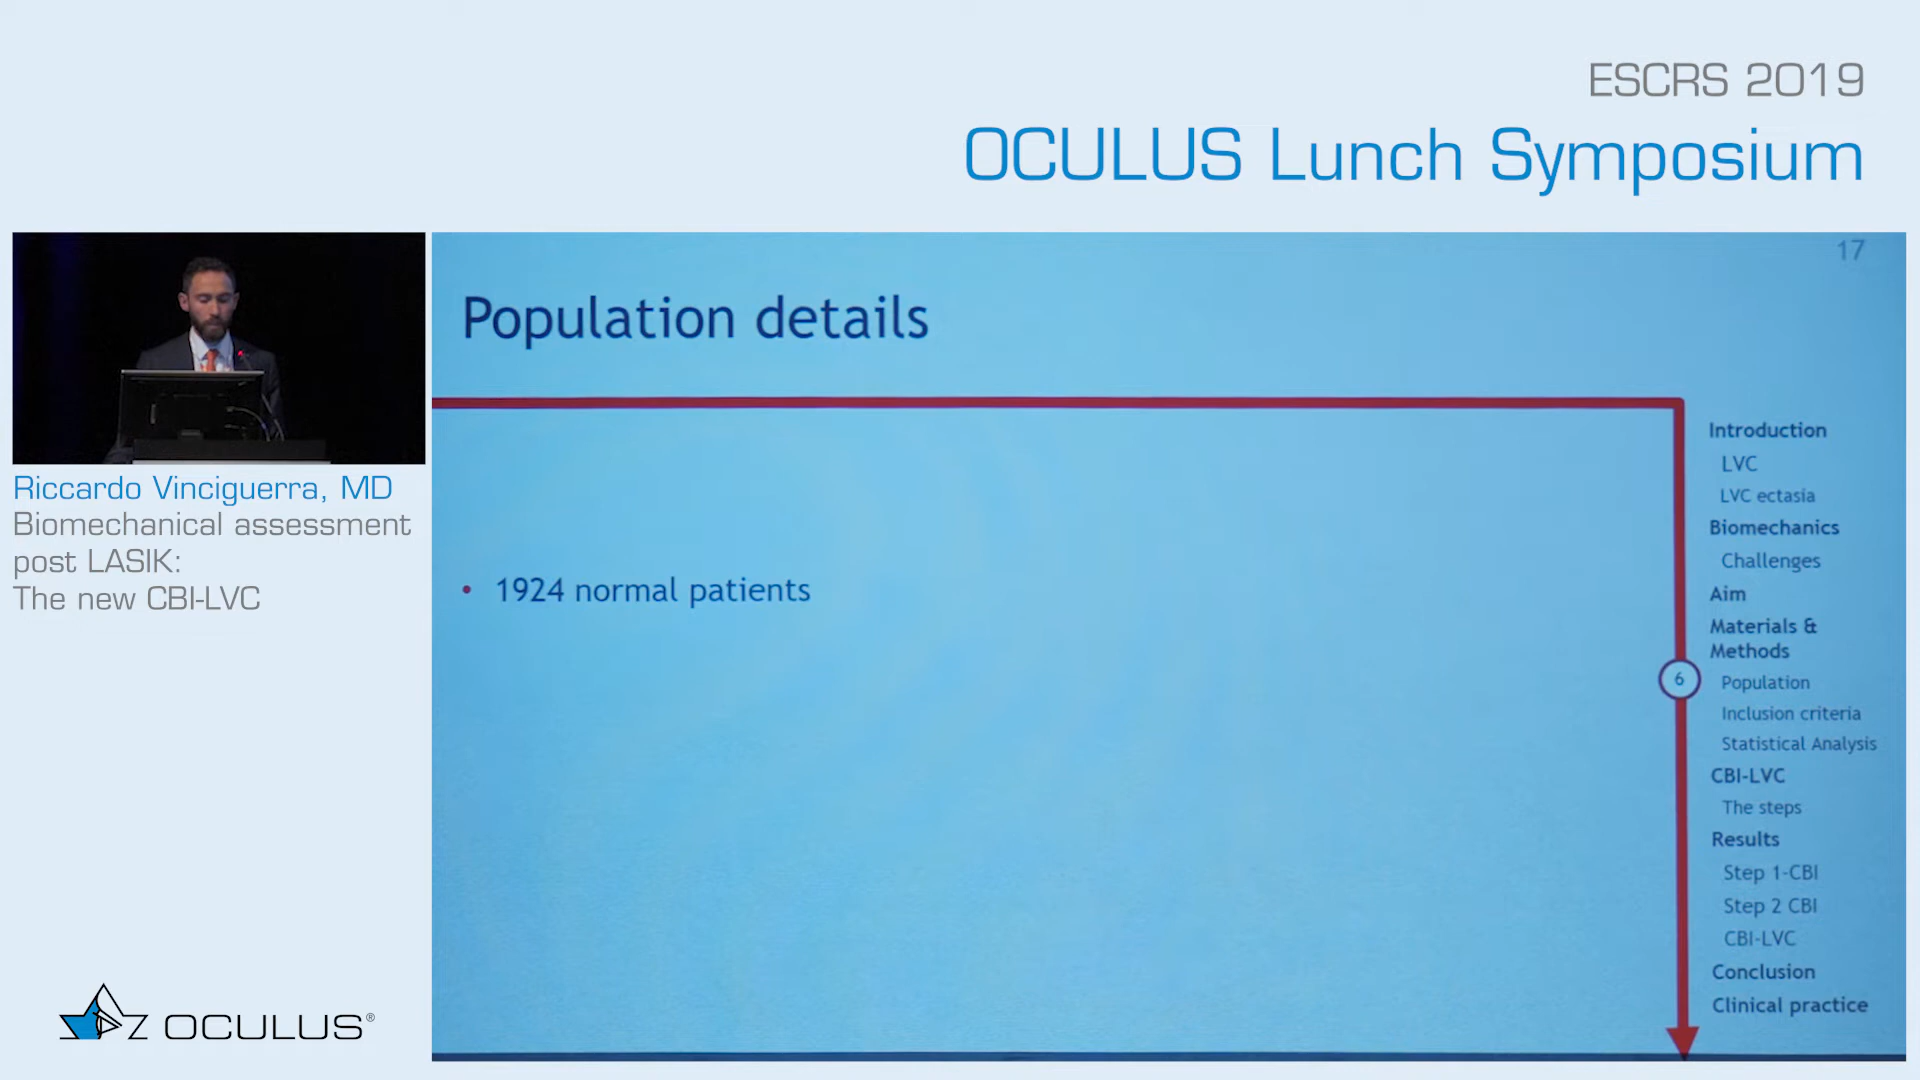 ESCRS 2019
OCULUS Lunch Symposium
Riccardo Vinciguerra, MD
Biomechanical assessment
post LASIK:
The new CBI-LVC
OCULUS®
17
Population details
• 1924 normal patients
Introduction
LVC
LVC ectasia
Biomechanics
Challenges
Aim
Materials &
Methods
6
Population
Inclusion criteria
Statistical Analysis
CBI-LVC
The steps
Results
Step 1-CBI
Step 2 CBI
CBI-LVC
Conclusion
Clinical practice